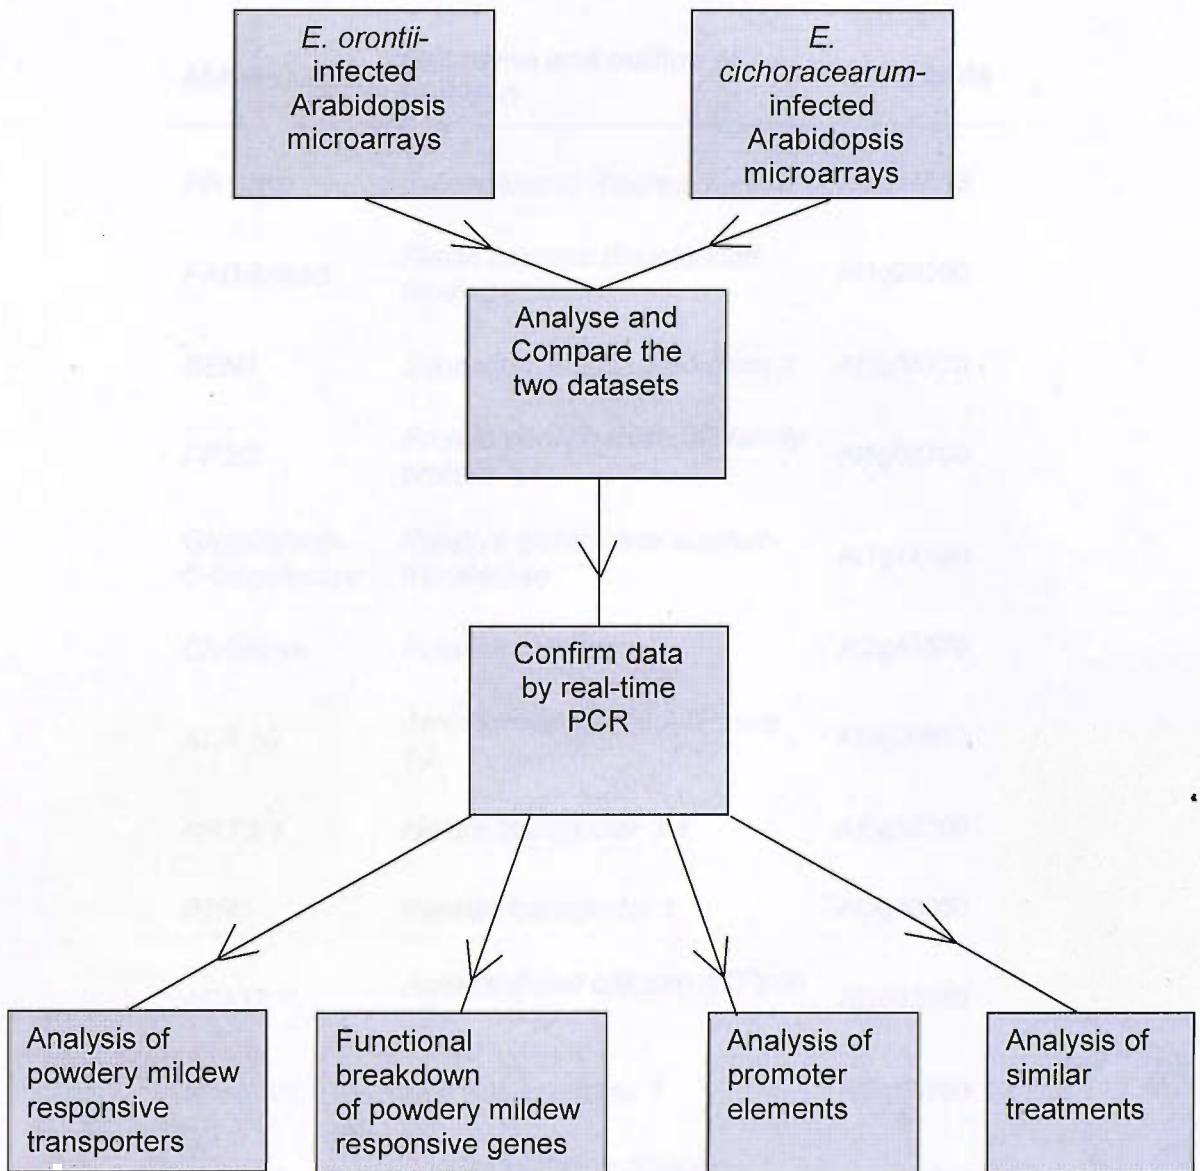 E. orontii-
infected
Arabidopsis
microarrays
E.
cichoracearum-
infected
Arabidopsis
microarrays
Analyse and
Compare the
two datasets
Confirm data
by real-time
PCR
Analysis of
powdery mildew
responsive
transporters
Functional
breakdown
of powdery mildew
responsive genes
Analysis of
promoter
elements
Analysis of
similar
treatments